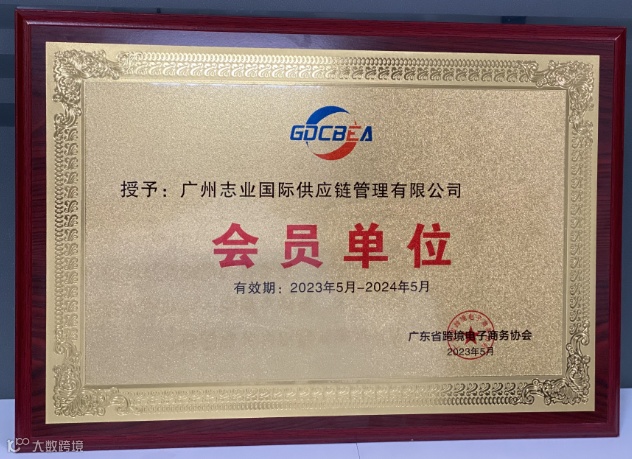 GDCBEA
授予：广州志业国际供应链管理有限公司
会员单位
有效期：2023年5月-2024年5月
广东省跨境电子商务协会
2023年5月
大数跨境